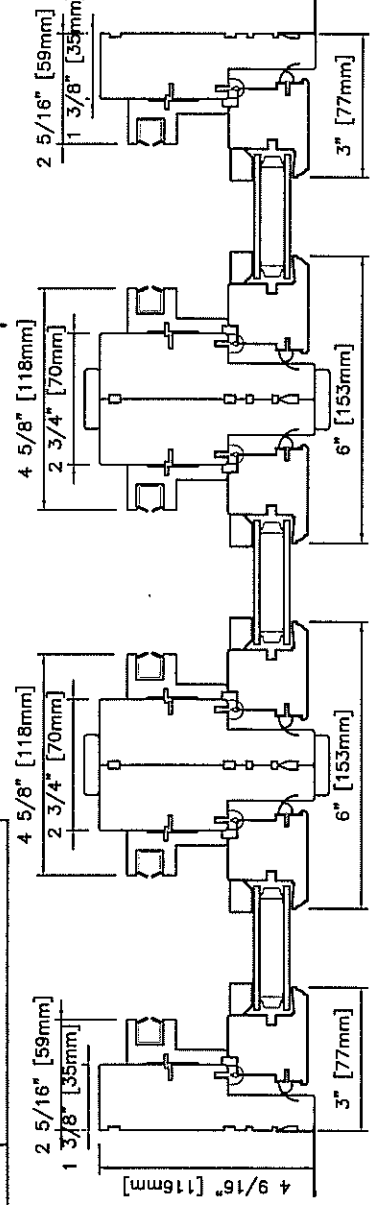 2 5/16" [59mm]
1 3/8" [35mm]
4 5/8" [118mm]
2 3/4" [70mm]
4 5/8" [118mm]
2 3/4" [70mm]
2 5/16" [59mm]
1 3/8" [35mm]
4 9/16" [116mm]
3" [77mm]
6" [153mm]
6" [153mm]
3" [77mm]